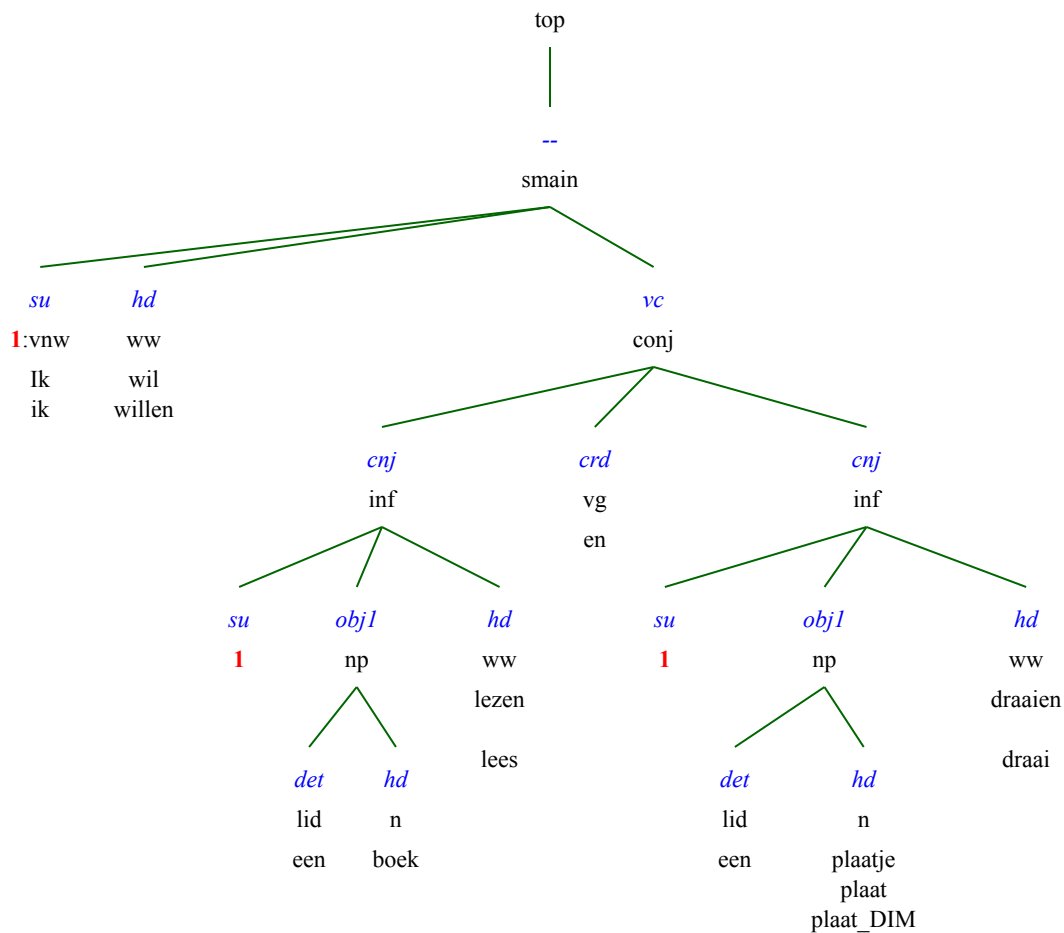 top
--
smain
su hd vc
1:vnw ww conj
Ik wil
ik willen
cnj crd cnj
inf vg inf
en
su obj1 hd su obj1 hd
1 np ww 1 np ww
lezen draaien
lees draai
det hd det hd
lid n lid n
een boek een plaatje
plaat
plaat_DIM